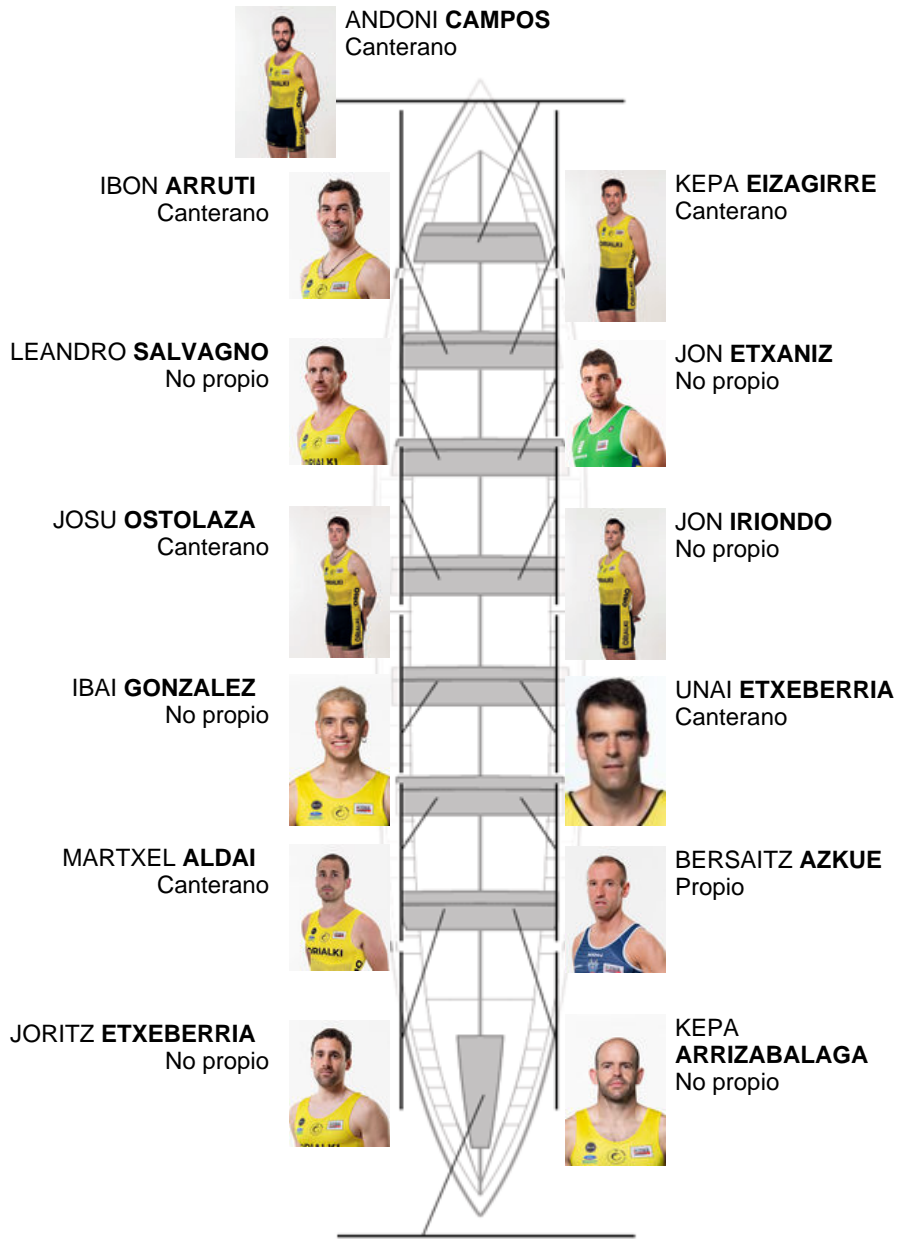 ANDONI CAMPOS
Canterano
IBON ARRUTI
Canterano
KEPA EIZAGIRRE
Canterano
LEANDRO SALVAGNO
No propio
JON ETXANIZ
No propio
JOSU OSTOLAZA
Canterano
JON IRIONDO
No propio
IBAI GONZALEZ
No propio
UNAI ETXEBERRIA
Canterano
MARTXEL ALDAI
Canterano
ORIALKI
BERSAITZ AZKUE
Propio
JORITZ ETXEBERRIA
No propio
KEPA
ARRIZABALAGA
No propio